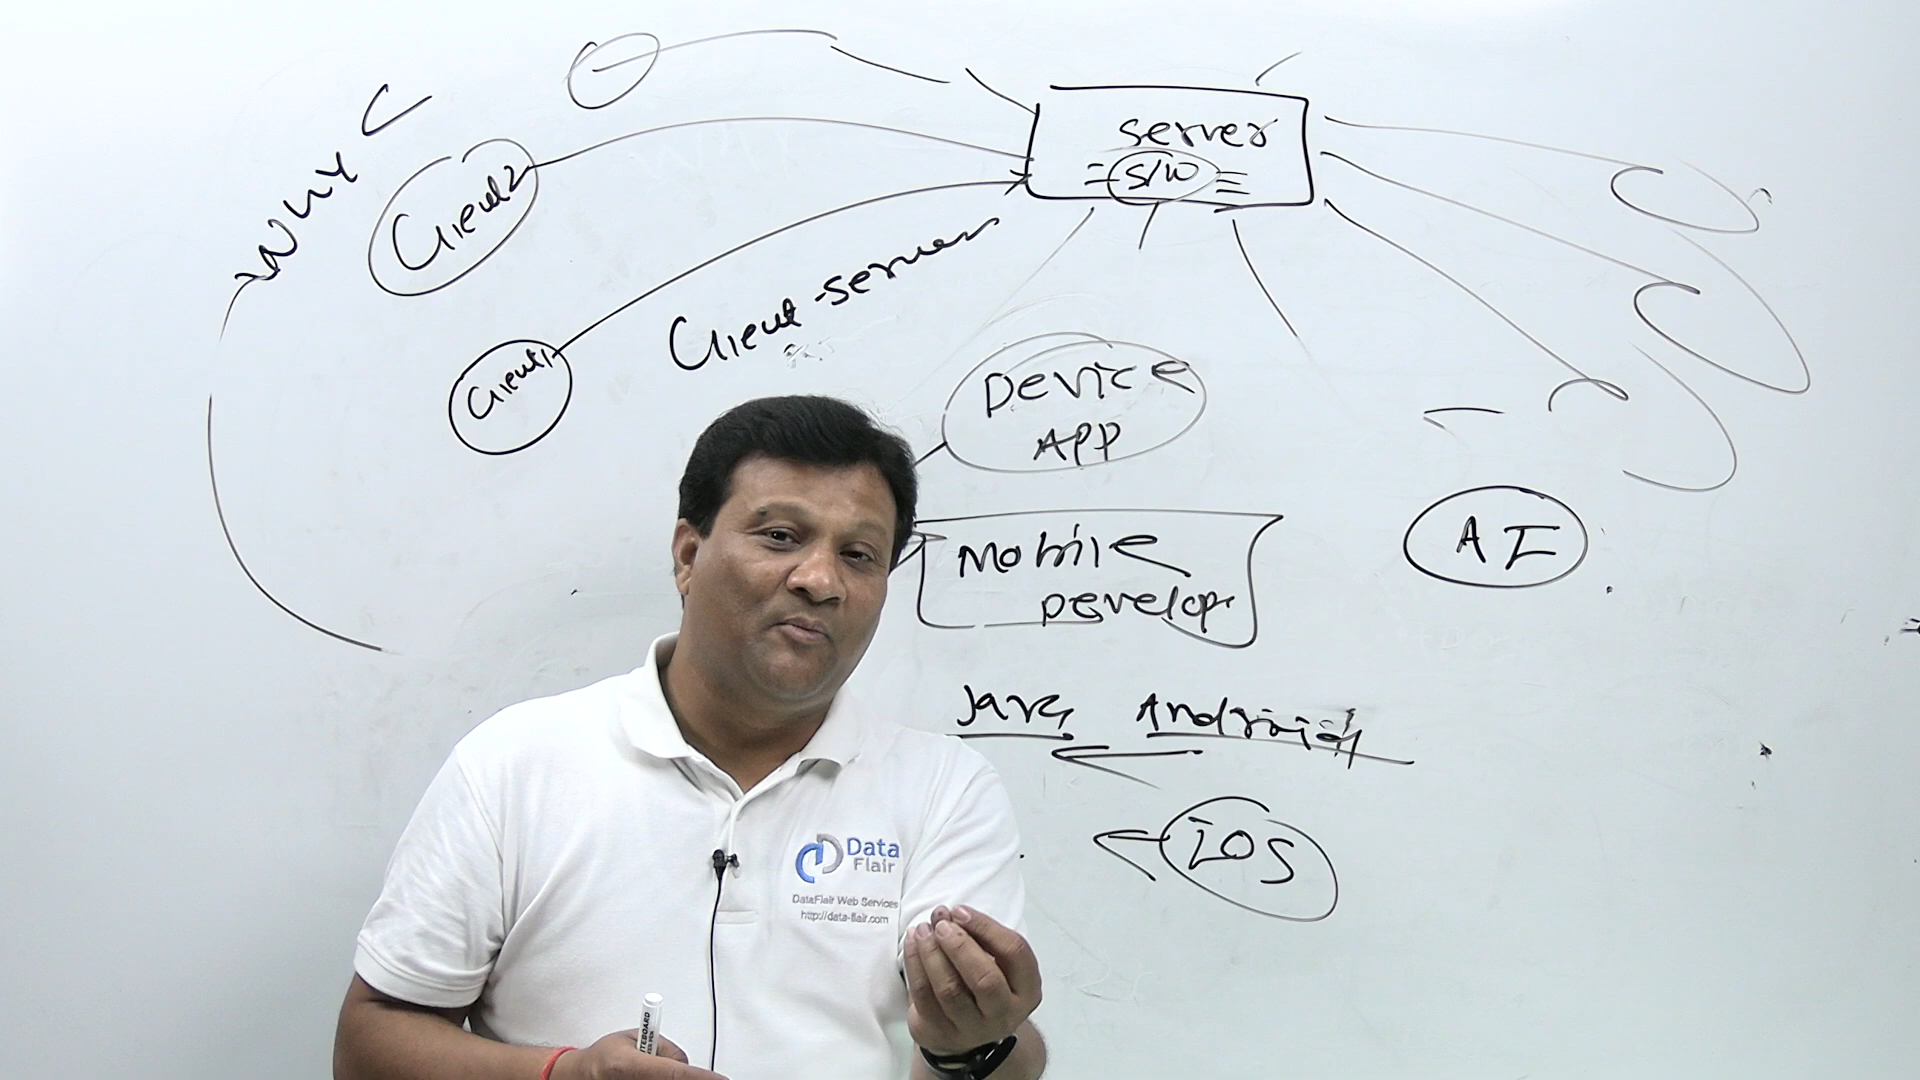 WHY C
server
S/W
Client2
Client1
Client-server
DEVICE
APP
Mobile
Develop
AI
Java Android
iOS
Data
Flair
DataFlair Web Services
http://data-flair.com